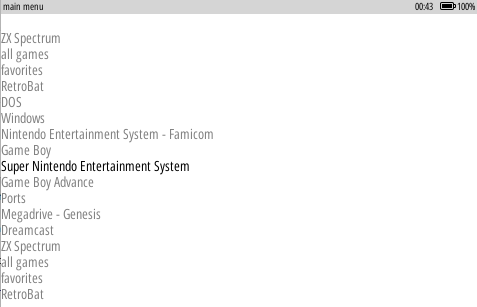 main menu 00:43 100%
ZX Spectrum
all games
favorites
RetroBat
DOS
Windows
Nintendo Entertainment System - Famicom
Game Boy
Super Nintendo Entertainment System
Game Boy Advance
Ports
Megadrive - Genesis
Dreamcast
ZX Spectrum
all games
favorites
RetroBat